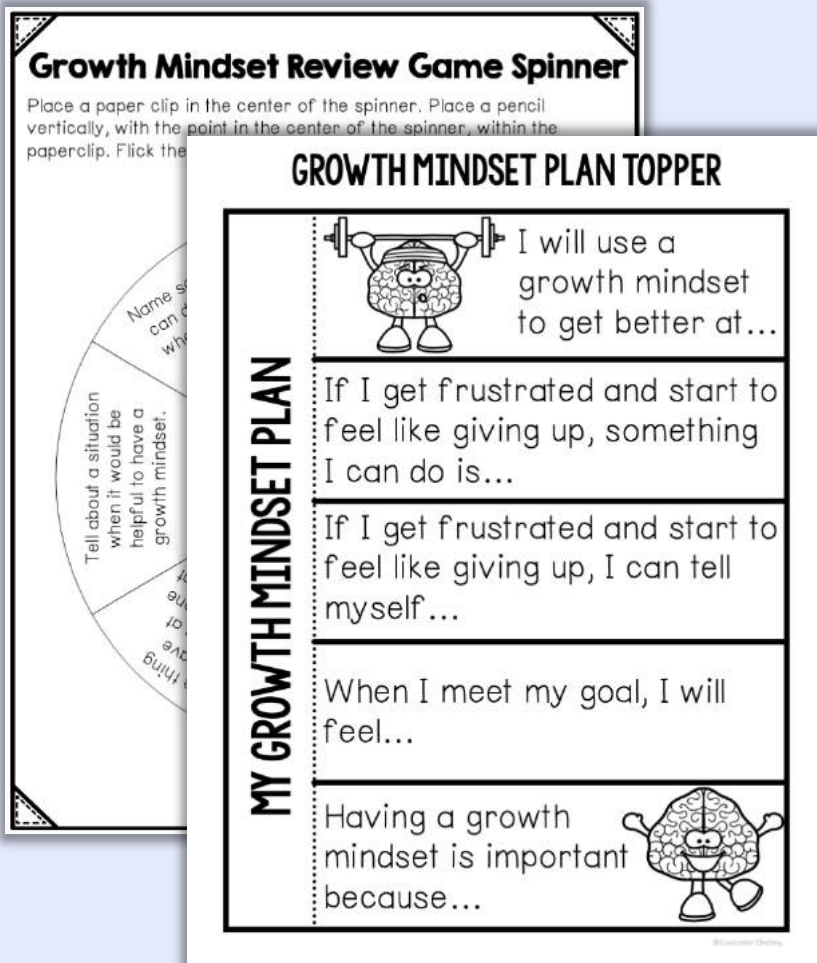 Growth Mindset Review Game Spinner
Place a paper clip in the center of the spinner. Place a pencil
vertically, with the point in the center of the spinner, within the
paperclip. Flick the
Name
can
Tell about a situation
when it would be
helpful to have a
growth mindset.
at
thing
GROWTH MINDSET PLAN TOPPER
MY GROWTH MINDSET PLAN
I will use a
growth mindset
to get better at...
If I get frustrated and start to
feel like giving up, something
I can do is...
If I get frustrated and start to
feel like giving up, I can tell
myself...
When I meet my goal, I will
feel...
Having a growth
mindset is important
because...